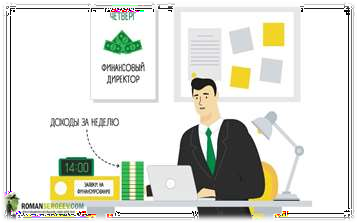 ЧЕТВЕРГ
ФИНАНСОВЫЙ
ДИРЕКТОР
ДОХОДЫ ЗА НЕДЕЛЮ
14:00
ЗАЯВКИ НА
ФИНАНСИРОВАНИЕ
ROMANSERGEEV.COM